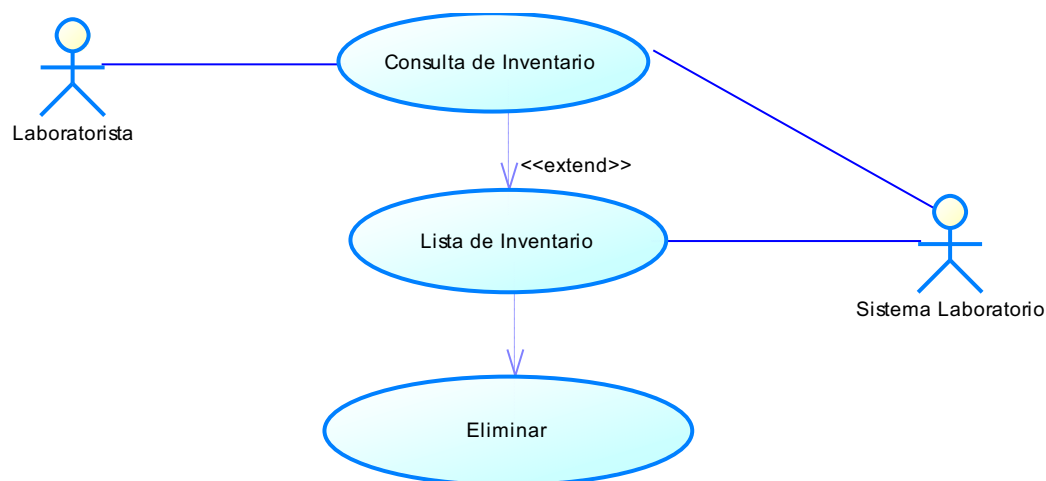 Consulta de Inventario
Laboratorista
<<extend>>
Lista de Inventario
Sistema Laboratorio
Eliminar